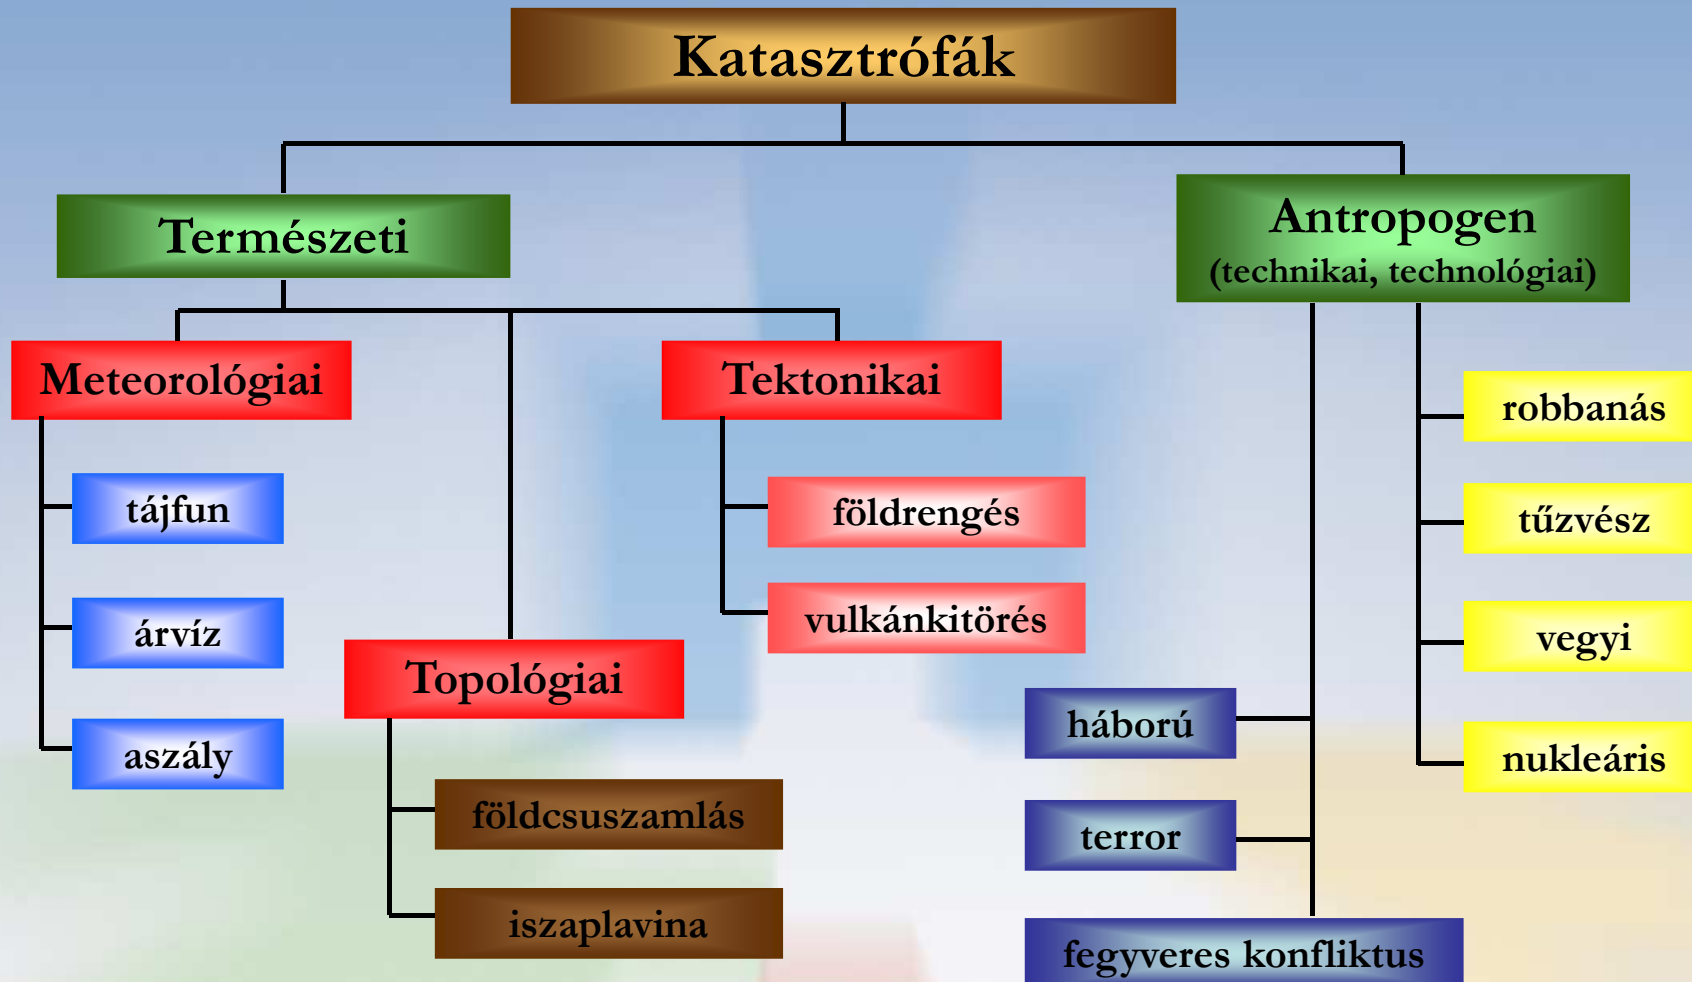 Katasztrófák
Természeti
Antropogen
(technikai, technológiai)
Meteorológiai
tájfun
árvíz
aszály
Topológiai
földcsuszamlás
iszaplavina
Tektonikai
földrengés
vulkánkitörés
háború
terror
fegyveres konfliktus
robbanás
tűzvész
vegyi
nukleáris